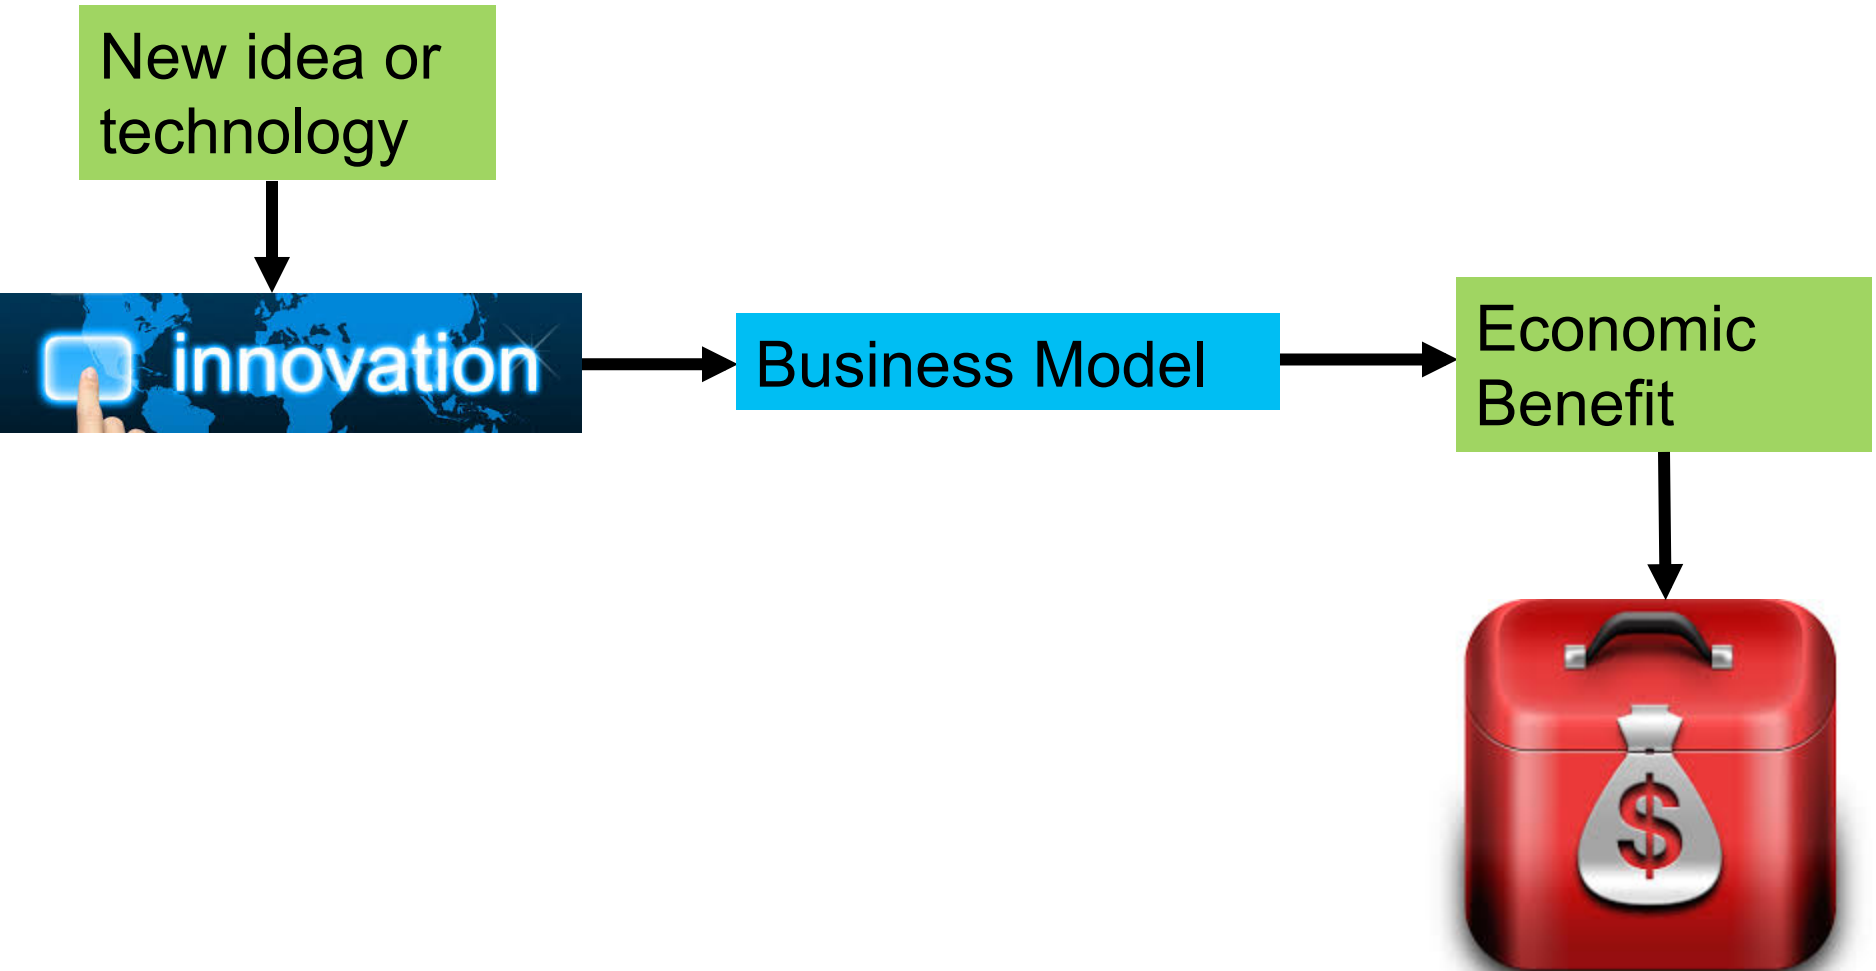 New idea or
technology
innovation
Business Model
Economic
Benefit
$